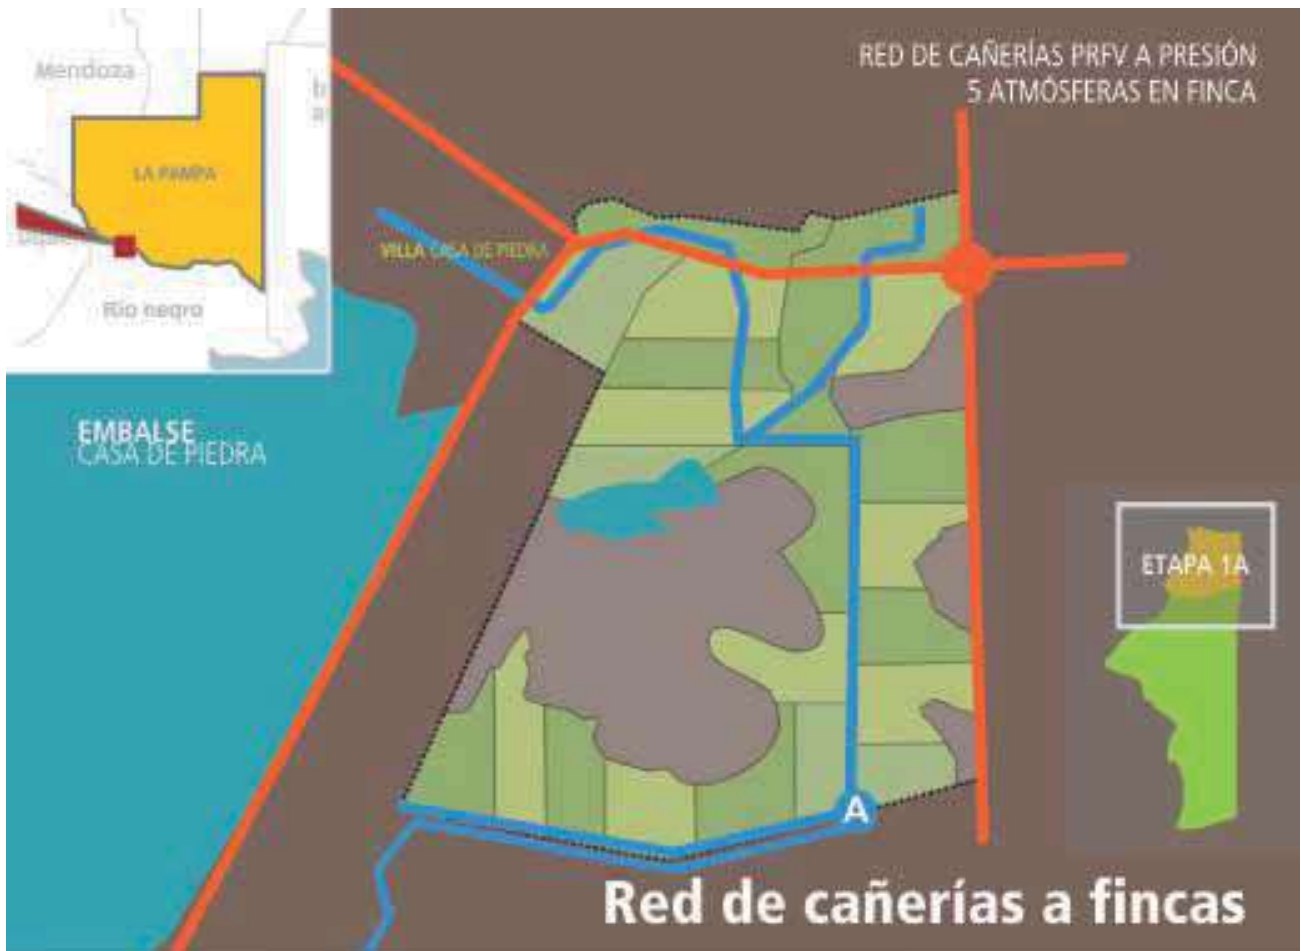 Mendoza
LA PAMPA
Río negro
RED DE CAÑERÍAS PRFV A PRESIÓN
5 ATMÓSFERAS EN FINCA
VILLA CASA DE PIEDRA
EMBALSE
CASA DE PIEDRA
ETAPA 1A
A
Red de cañerías a fincas